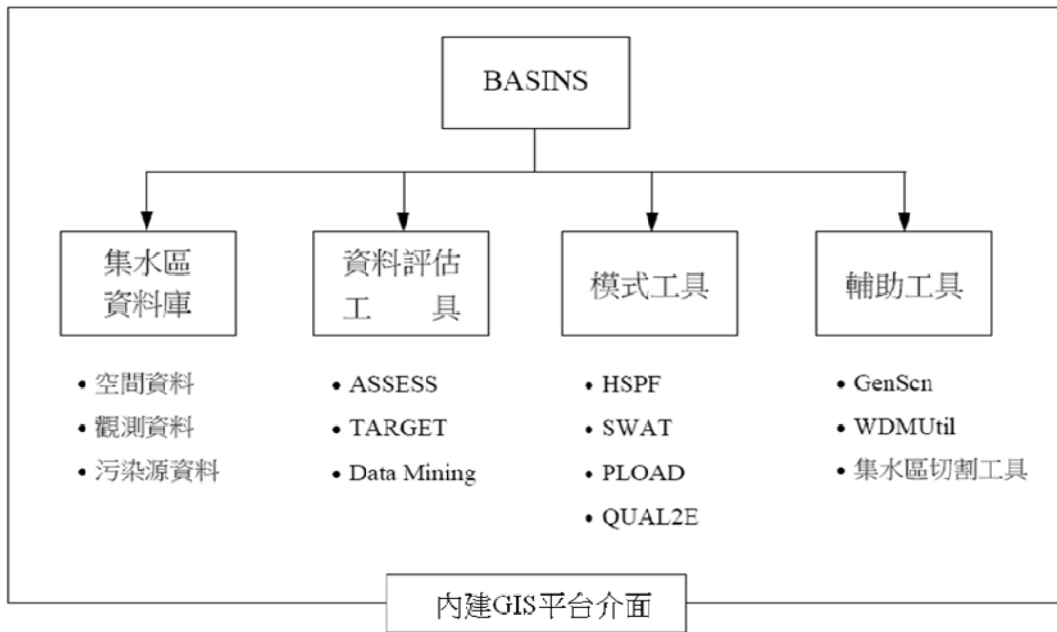 BASINS
集水區
資料庫
資料評估
工 具
模式工具
輔助工具
• 空間資料
• 觀測資料
• 污染源資料
• ASSESS
• TARGET
• Data Mining
• HSPF
• SWAT
• PLOAD
• QUAL2E
• GenScn
• WDMUtil
• 集水區切割工具
內建GIS平台介面